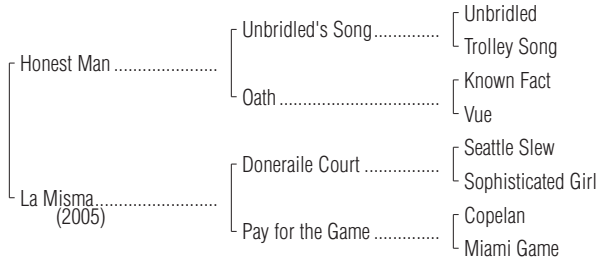 Unbridled
Unbridled's Song..............
Trolley Song
Honest Man ......................
Known Fact
Oath ..................................
Vue
Seattle Slew
Doneraile Court ................
Sophisticated Girl
La Misma..........................
(2005)
Copelan
Pay for the Game ..............
Miami Game